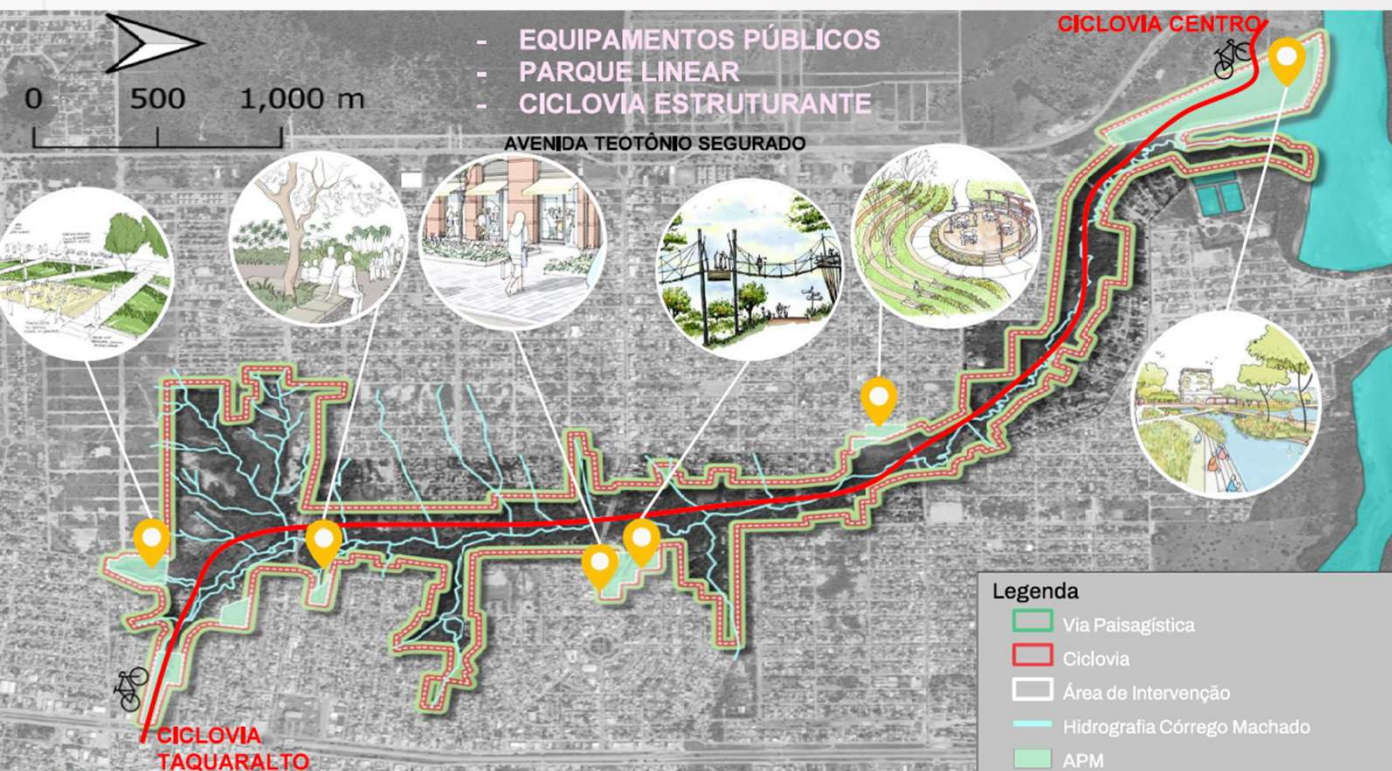 CICLOVIA CENTRO
- EQUIPAMENTOS PÚBLICOS
- PARQUE LINEAR
- CICLOVIA ESTRUTURANTE
0 500 1,000 m
AVENIDA TEOTÔNIO SEGURADO
Legenda
Via Paisagística
Ciclovia
Área de Intervenção
Hidrografia Córrego Machado
APM
CICLOVIA
TAQUARALTO